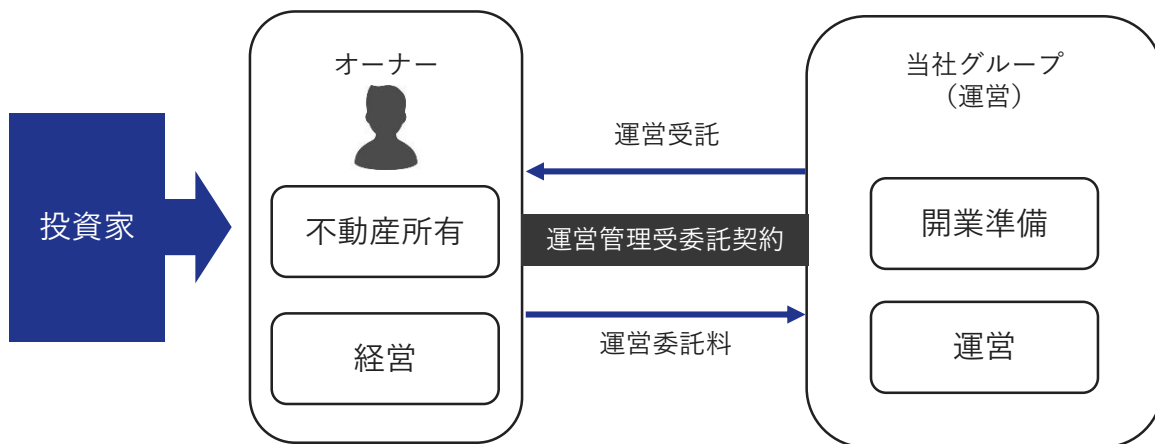 投資家
オーナー
不動産所有
経営
運営受託
運営管理受委託契約
運営委託料
当社グループ
（運営）
開業準備
運営